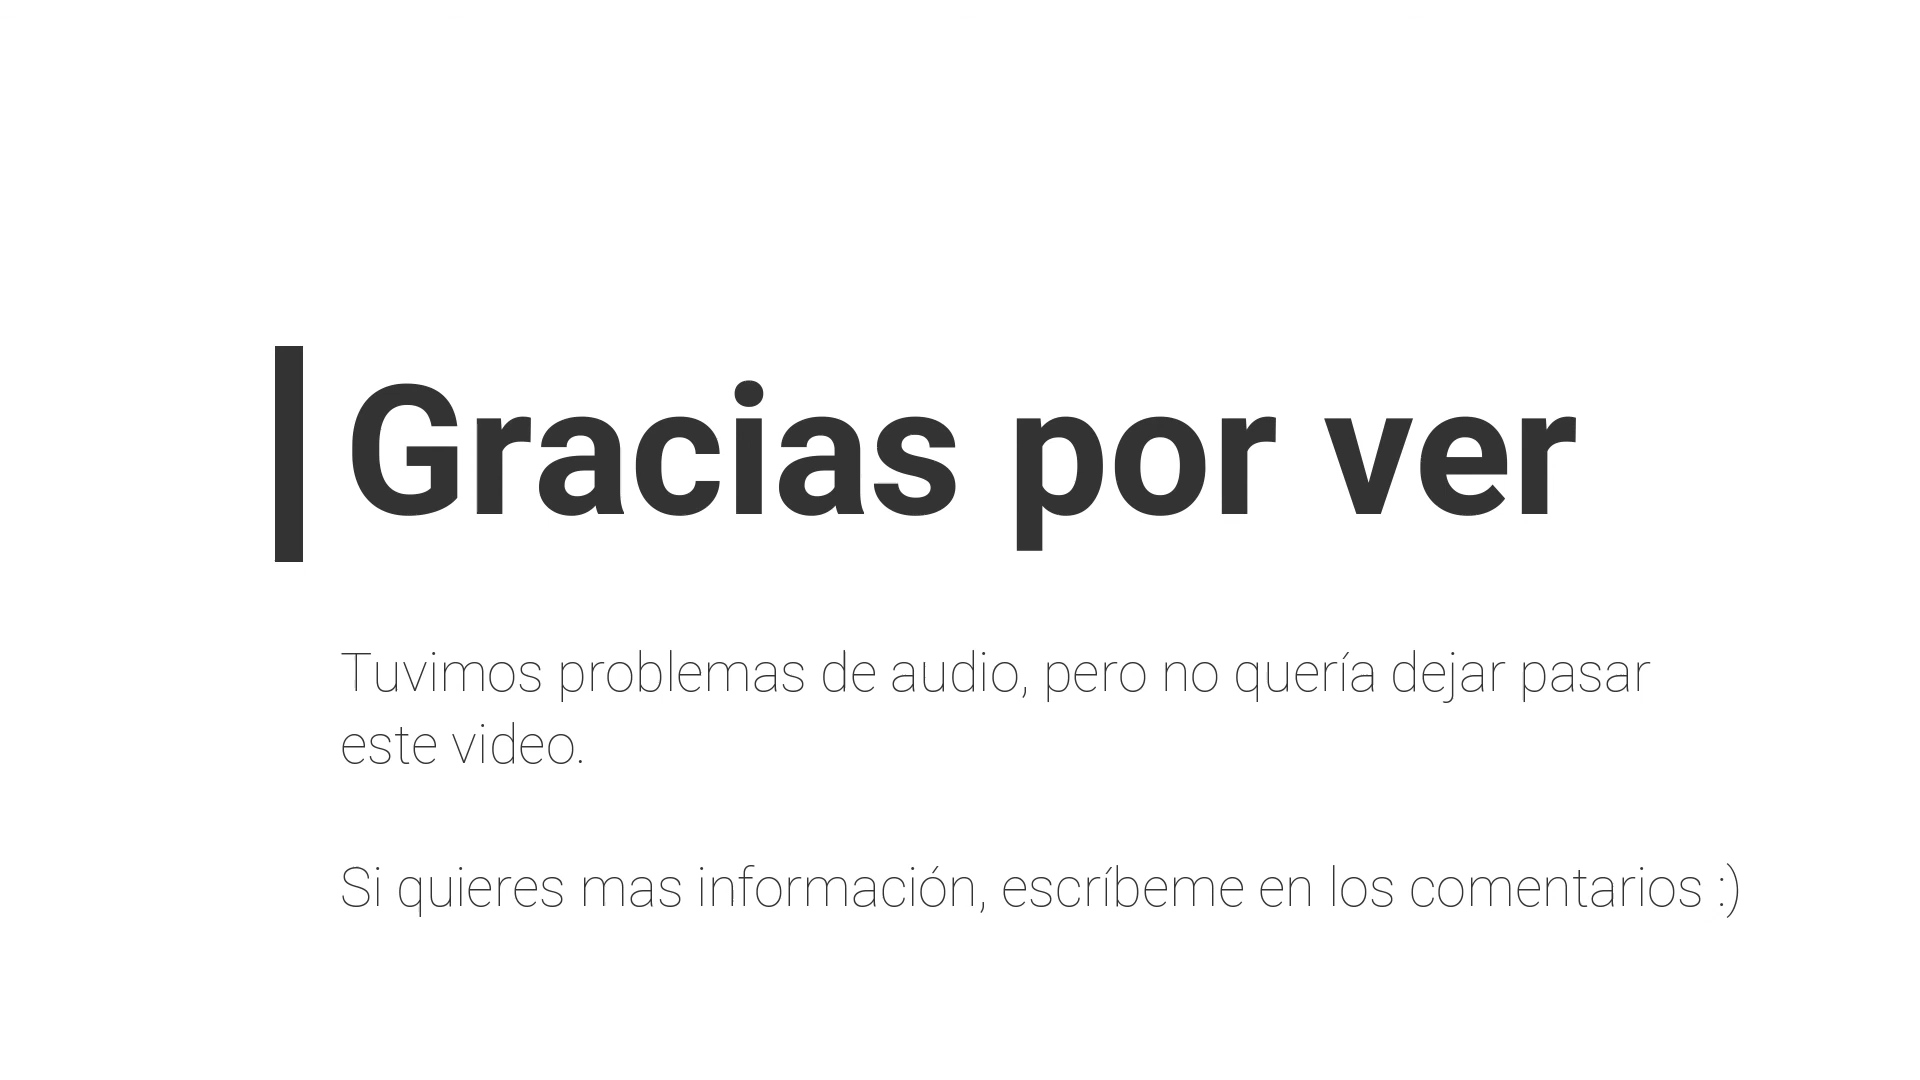 Gracias por ver
Tuvimos problemas de audio, pero no quería dejar pasar
este video.
Si quieres mas información, escríbeme en los comentarios :)